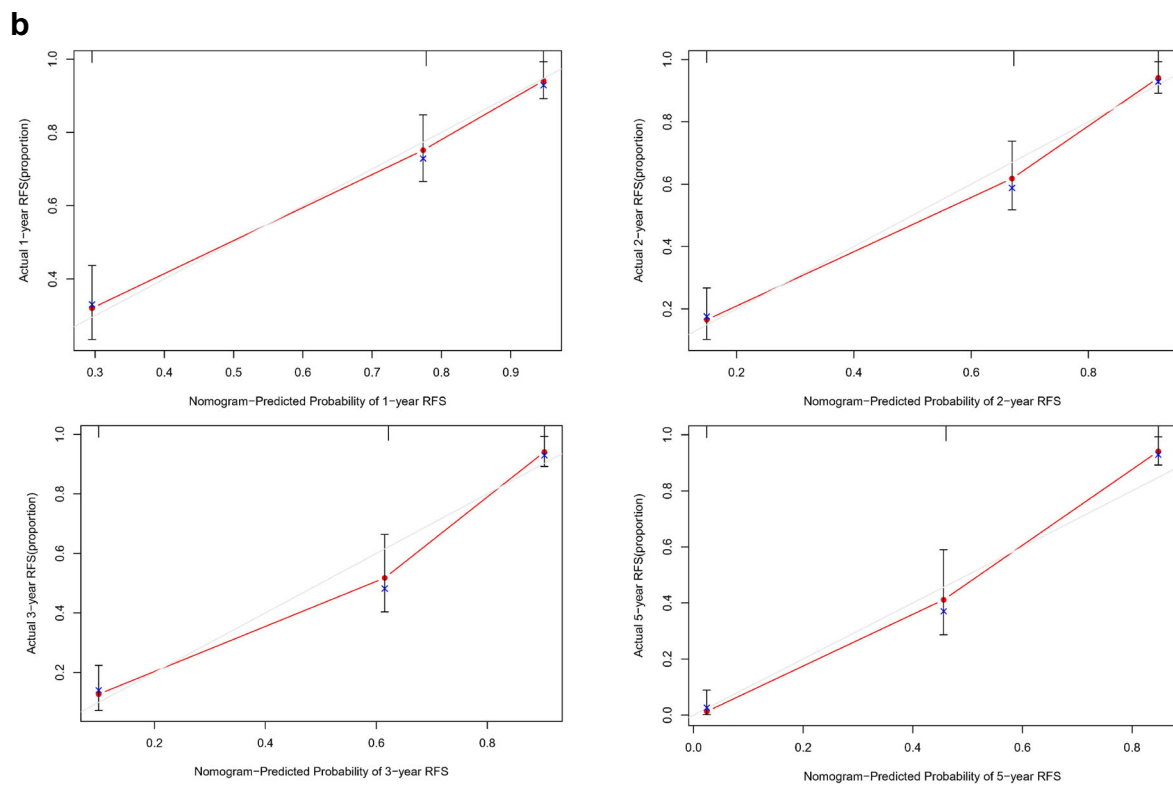 b
Actual 1−year RFS(proportion)
0.4 0.6 0.8 1.0
0.3 0.4 0.5 0.6 0.7 0.8 0.9
Nomogram−Predicted Probability of 1−year RFS
Actual 2−year RFS(proportion)
0.2 0.4 0.6 0.8 1.0
0.2 0.4 0.6 0.8
Nomogram−Predicted Probability of 2−year RFS
Actual 3−year RFS(proportion)
0.2 0.4 0.6 0.8 1.0
0.2 0.4 0.6 0.8
Nomogram−Predicted Probability of 3−year RFS
Actual 5−year RFS(proportion)
0.0 0.2 0.4 0.6 0.8 1.0
0.0 0.2 0.4 0.6 0.8
Nomogram−Predicted Probability of 5−year RFS